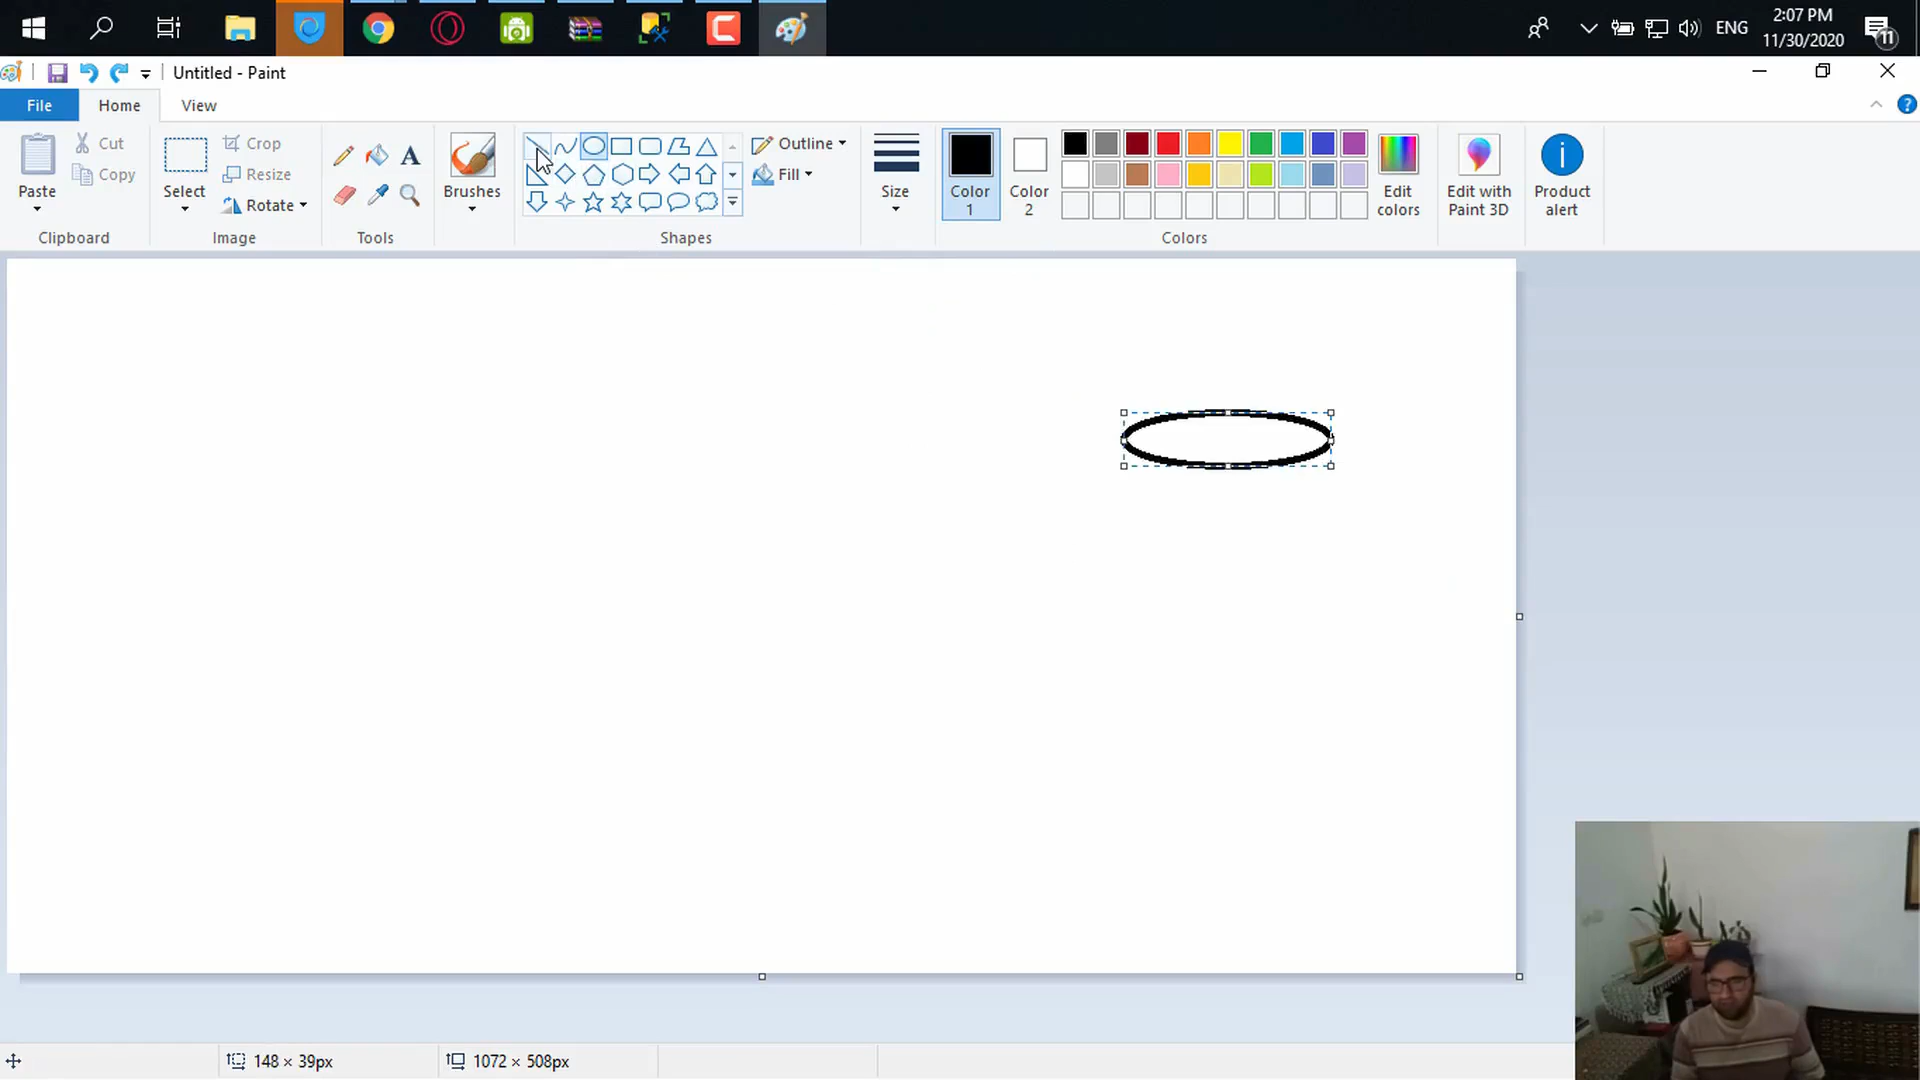 ENG
2:07 PM
11/30/2020
11
Untitled - Paint
File
Home
View
Paste
Cut
Copy
Clipboard
Select
Crop
Resize
Rotate
Image
A
Tools
Brushes
Shapes
Outline
Fill
Size
Color
1
Color
2
Edit
colors
Colors
Edit with
Paint 3D
Product
alert
148 × 39px
1072 × 508px